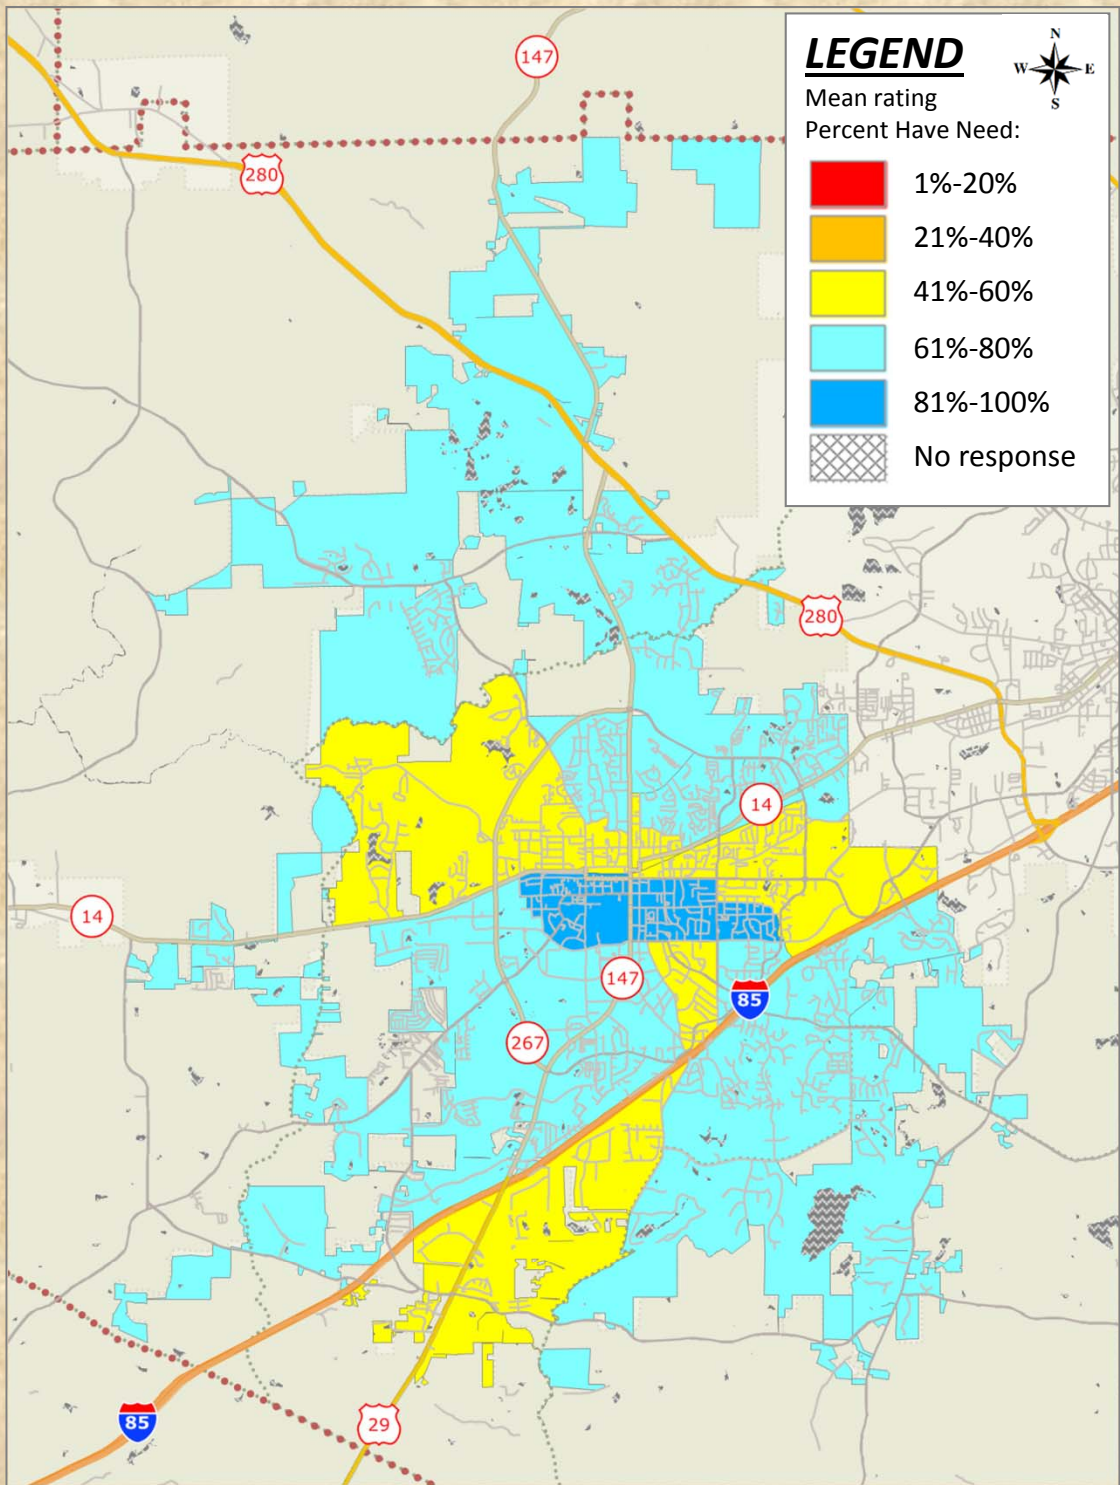 LEGEND
N
W E
S
Mean rating
Percent Have Need:
1%-20%
21%-40%
41%-60%
61%-80%
81%-100%
No response
147
280
280
14
14
147
85
267
85
29